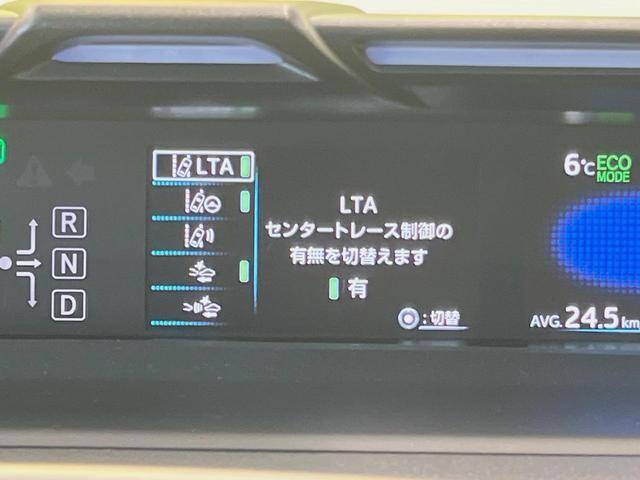 LTA
LTA
センタートレース制御の
有無を切替えます
有
:切替
R
N
D
6℃
ECO
MODE
AVG.24.5km